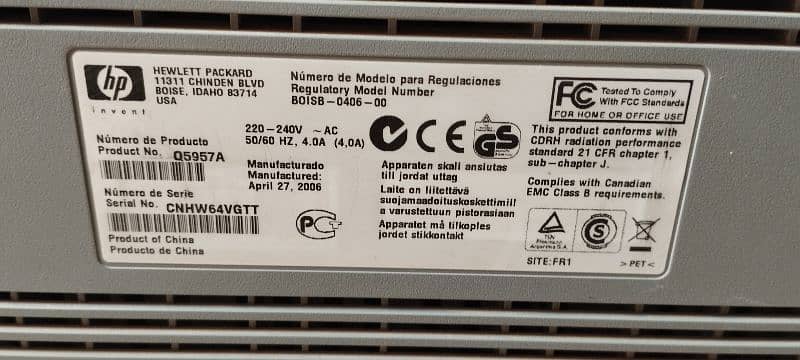 hp
invent
HEWLETT PACKARD
11311 CHINDEN BLVD
BOISE, IDAHO 83714
USA
Número de Modelo para Regulaciones
Regulatory Model Number
BOISB-0406-00
FC Tested To Comply
With FCC Standards
FOR HOME OR OFFICE USE
Número de Producto
Product No. Q5957A
220-240V ~AC
50/60 HZ, 4.0A (4,0A)
Manufacturado
Manufactured:
April 27, 2006
Número de Serie
Serial No. CNHW64VGTT
Product of China
Producto de China
CE
GS
Apparaten skall anslutas
till jordat uttag
Laite on liitettävä
suojamaadoituskoskettimill
a varustettuun pistorasiaan
Apparatet må tilkoples
jordet stikkontakt
This product conforms with
CDRH radiation performance
standard 21 CFR chapter 1,
sub-chapter J.
Complies with Canadian
EMC Class B requirements.
TÜV
Rheinland
Argentina S.A.
S
SITE:FR1
>PET<